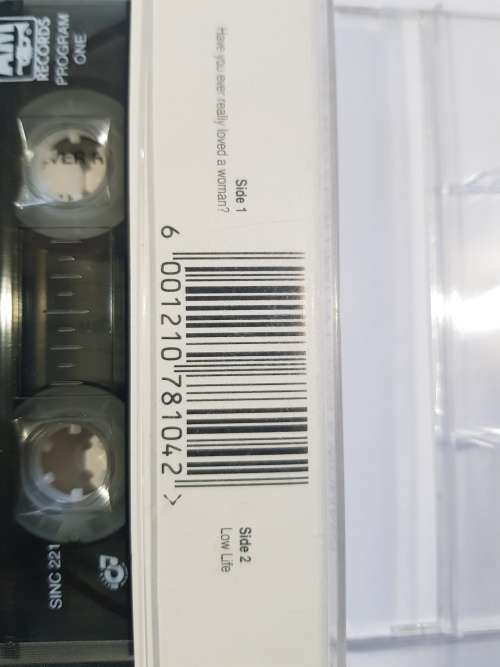 AM
RECORDS
PROGRAM
ONE
SINC 221
Side 1
Have you ever really loved a woman?
6 001210 781042 >
Side 2
Low Life